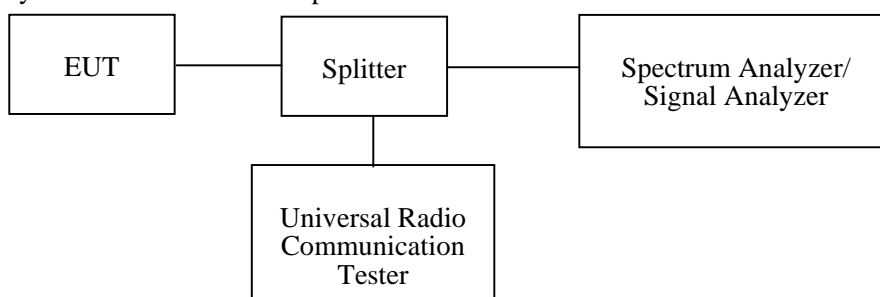 EUT
Splitter
Spectrum Analyzer/
Signal Analyzer
Universal Radio
Communication
Tester